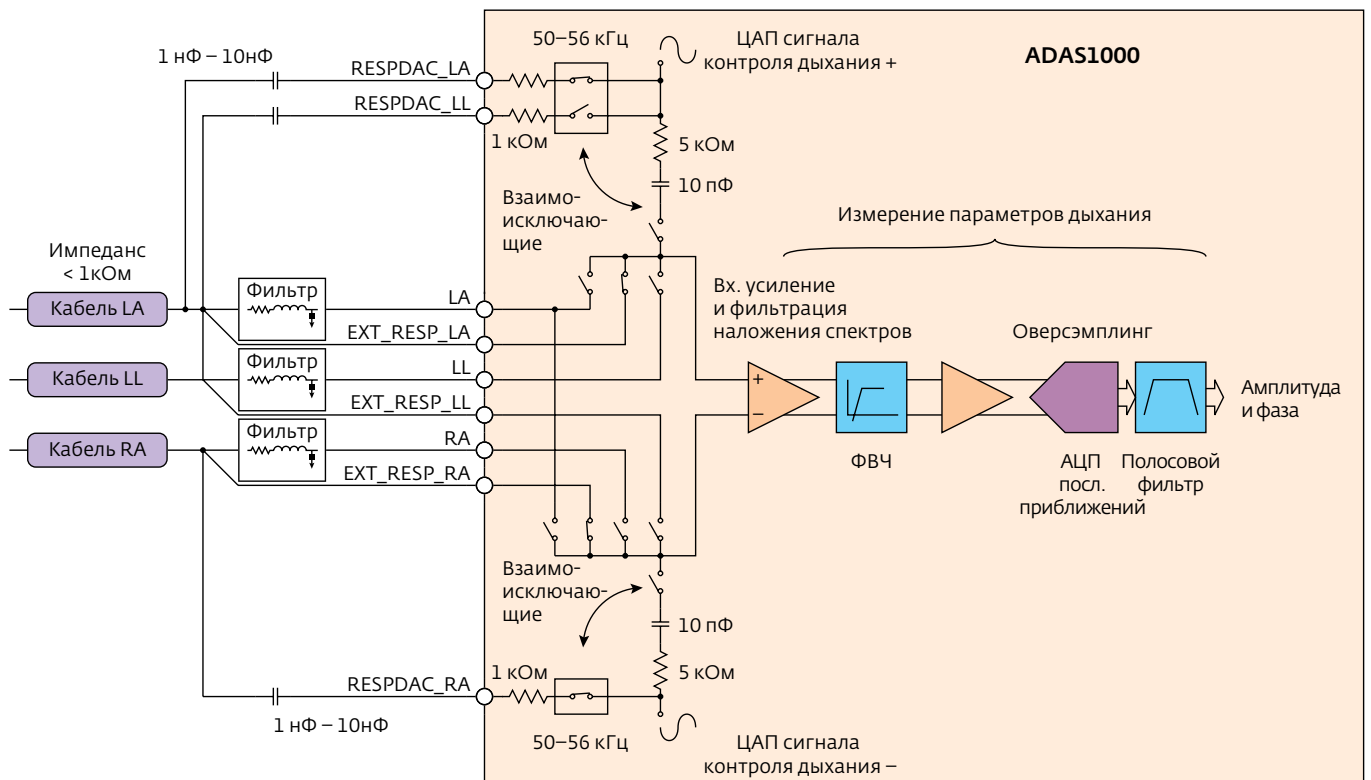 50–56 кГц
ЦАП сигнала
контроля дыхания +
ADAS1000
1 нФ – 10нФ
RESPDAC_LA
RESPDAC_LL
1 кОм
5 кОм
10 пФ
Взаимо-
исключаю-
щие
Измерение параметров дыхания
Импеданс
< 1кОм
Кабель LA
Фильтр
LA
EXT_RESP_LA
Вх. усиление
и фильтрация
наложения спектров
Оверсэмплинг
Кабель LL
Фильтр
LL
EXT_RESP_LL
+
–
Амплитуда
и фаза
Кабель RA
Фильтр
RA
EXT_RESP_RA
ФВЧ
АЦП
посл.
приближений
Полосовой
фильтр
Взаимо-
исключаю-
щие
10 пФ
5 кОм
1 кОм
RESPDAC_RA
1 нФ – 10нФ
50–56 кГц
ЦАП сигнала
контроля дыхания –